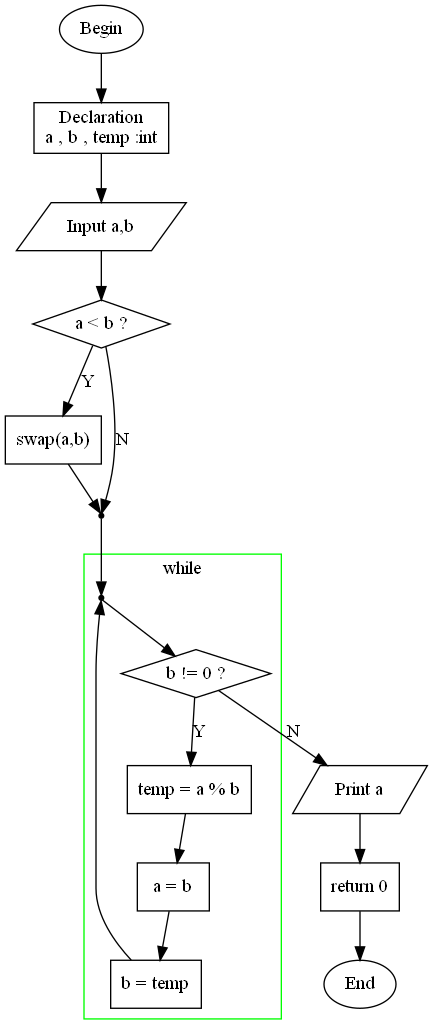 Begin
Declaration
a , b , temp :int
Input a,b
a < b ?
Y
swap(a,b)
N
while
b != 0 ?
Y
N
temp = a % b
Print a
a = b
return 0
b = temp
End